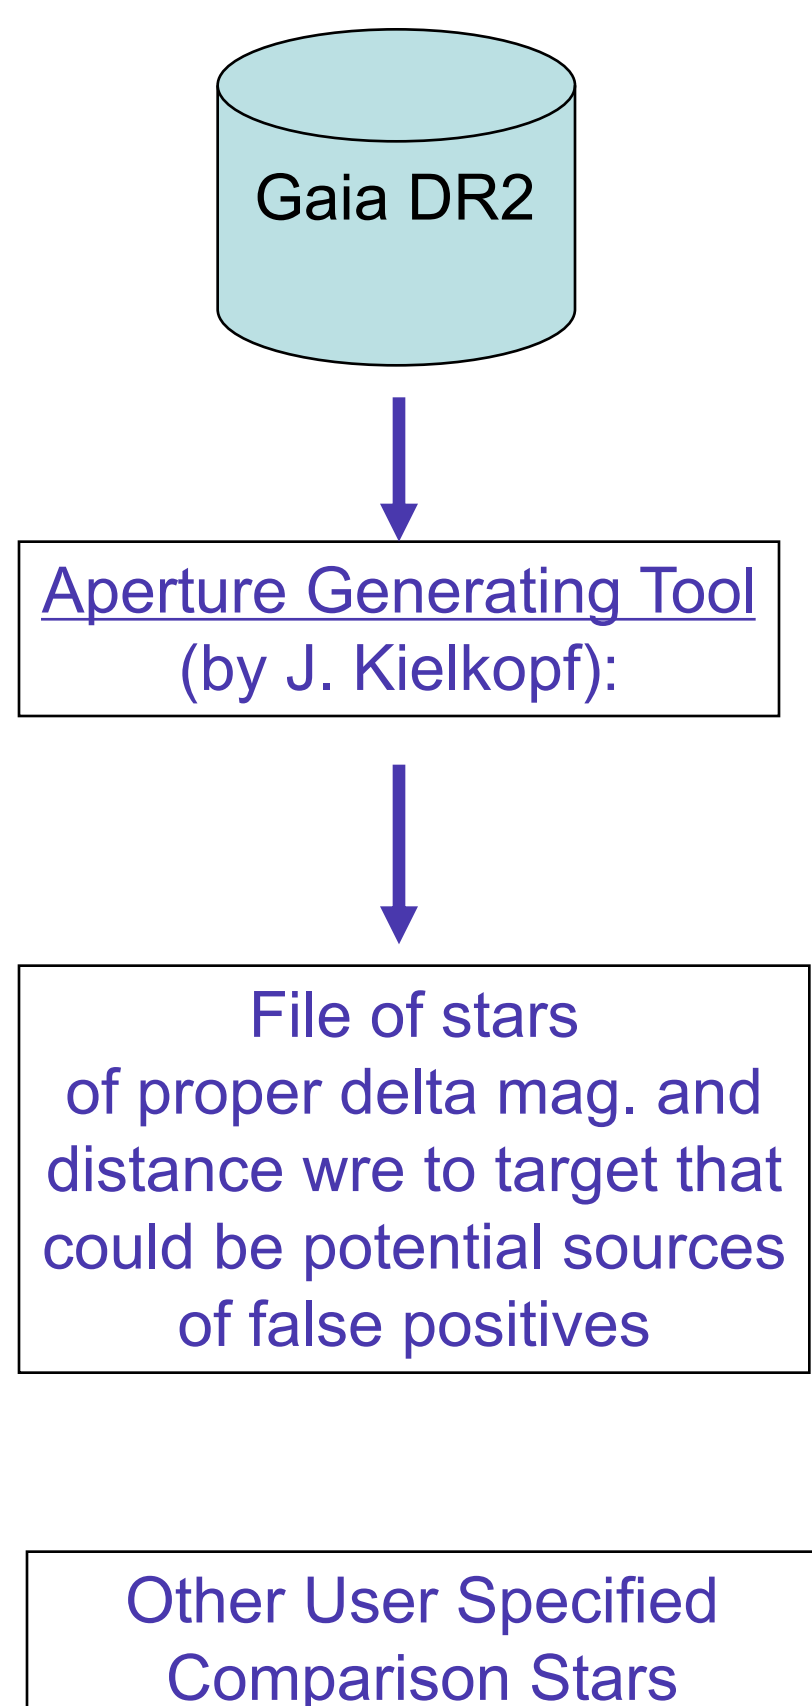 Gaia DR2
Aperture Generating Tool
(by J. Kielkopf):
File of stars
of proper delta mag. and
distance wre to target that
could be potential sources
of false positives
Other User Specified
Comparison Stars